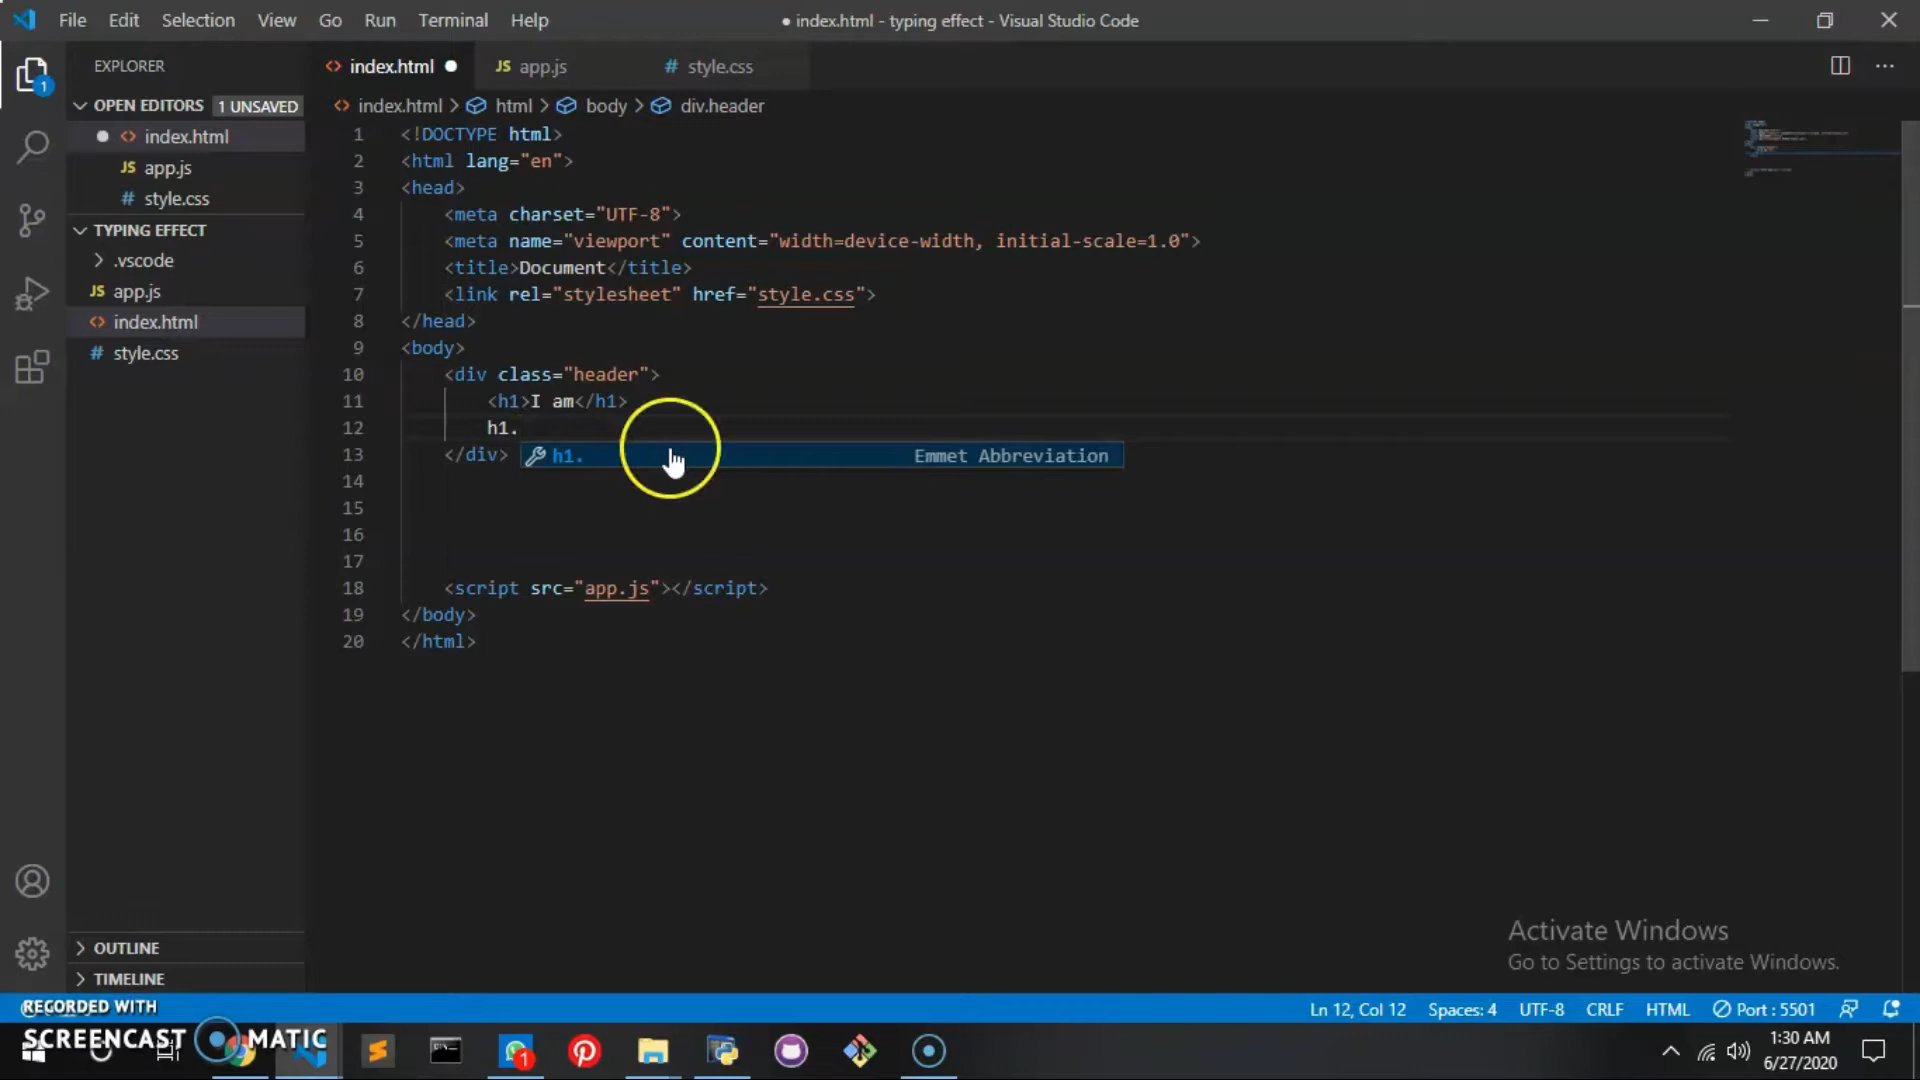 File Edit Selection View Go Run Terminal Help ● index.html - typing effect - Visual Studio Code
EXPLORER
OPEN EDITORS 1 UNSAVED
index.html
JS app.js
# style.css
TYPING EFFECT
.vscode
JS app.js
index.html
# style.css
OUTLINE
TIMELINE
1
index.html ● JS app.js # style.css
index.html > html > body > div.header
1 <!DOCTYPE html>
2 <html lang="en">
3 <head>
4 <meta charset="UTF-8">
5 <meta name="viewport" content="width=device-width, initial-scale=1.0">
6 <title>Document</title>
7 <link rel="stylesheet" href="style.css">
8 </head>
9 <body>
10 <div class="header">
11 <h1>I am</h1>
12 h1.
13 </div>
h1. Emmet Abbreviation
14
15
16
17
18 <script src="app.js"></script>
19 </body>
20 </html>
Activate Windows
Go to Settings to activate Windows.
Ln 12, Col 12 Spaces: 4 UTF-8 CRLF HTML Port : 5501
RECORDED WITH
SCREENCAST MATIC
1
1:30 AM
6/27/2020